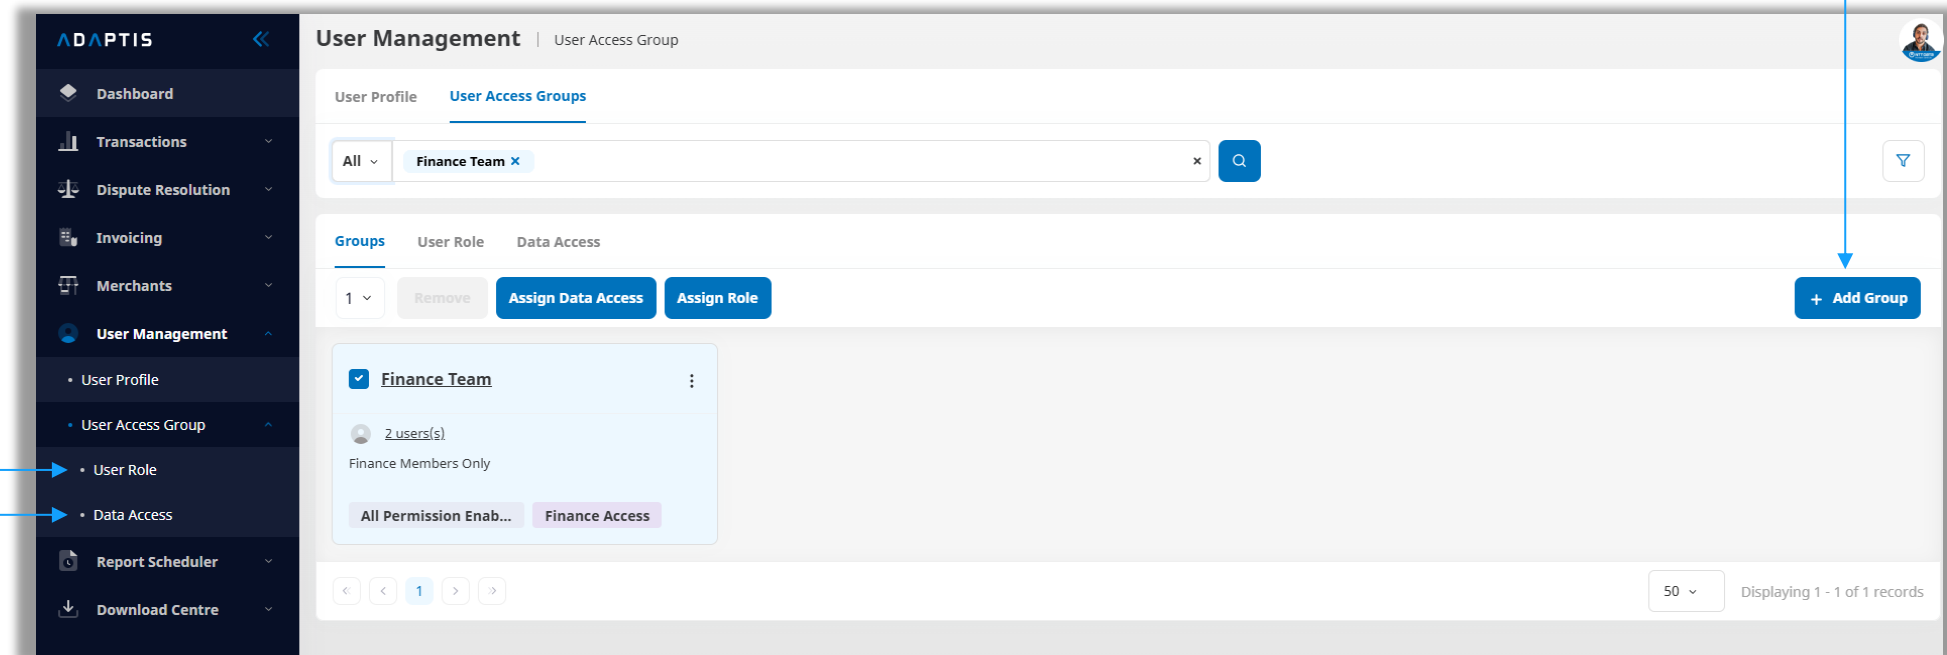 ADAPTIS
Dashboard
Transactions
Dispute Resolution
Invoicing
Merchants
User Management
User Profile
User Access Group
User Role
Data Access
Report Scheduler
Download Centre
User Management | User Access Group
User Profile User Access Groups
All Finance Team
Groups User Role Data Access
1 Remove Assign Data Access Assign Role + Add Group
Finance Team
2 users(s)
Finance Members Only
All Permission Enab... Finance Access
1
50 Displaying 1 - 1 of 1 records